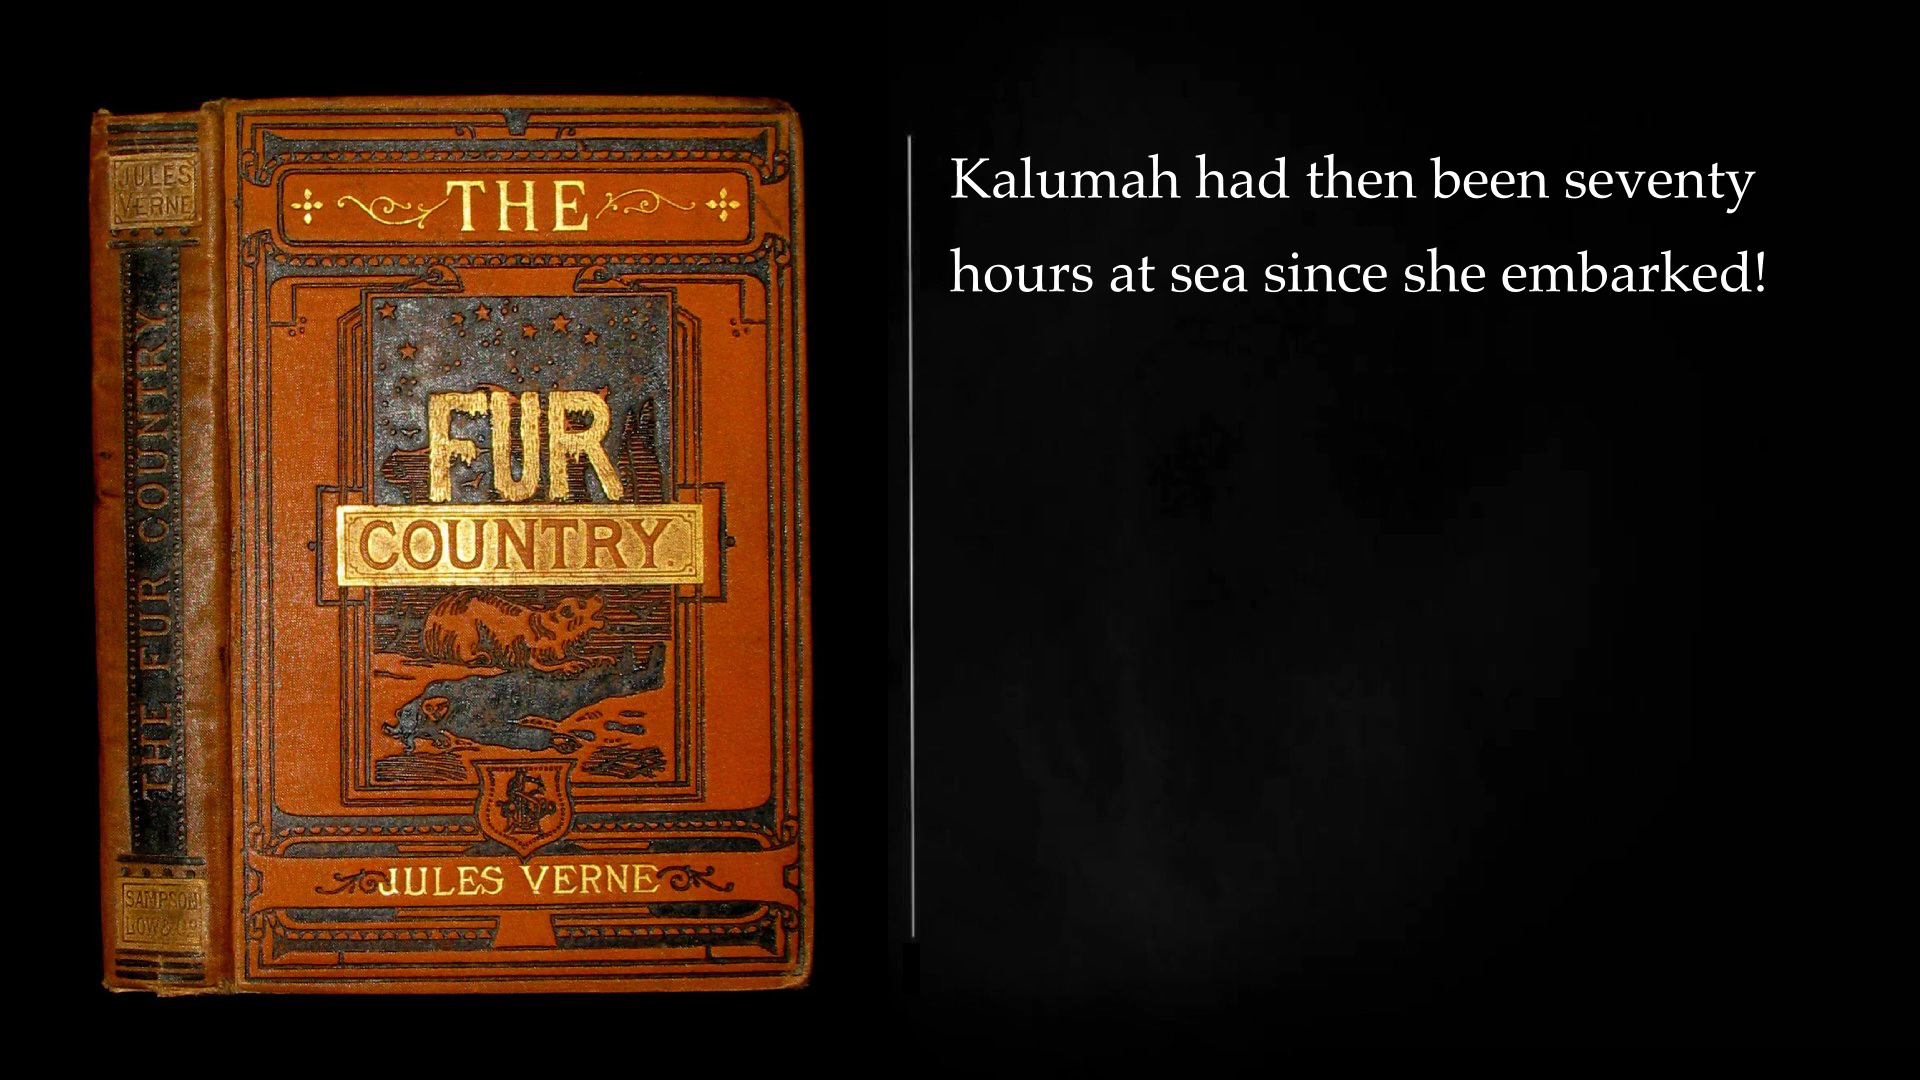 JULES
VERNE
THE FUR COUNTRY.
SAMPSON
LOW & Co
THE
FUR
COUNTRY.
JULES VERNE
Kalumah had then been seventy
hours at sea since she embarked!